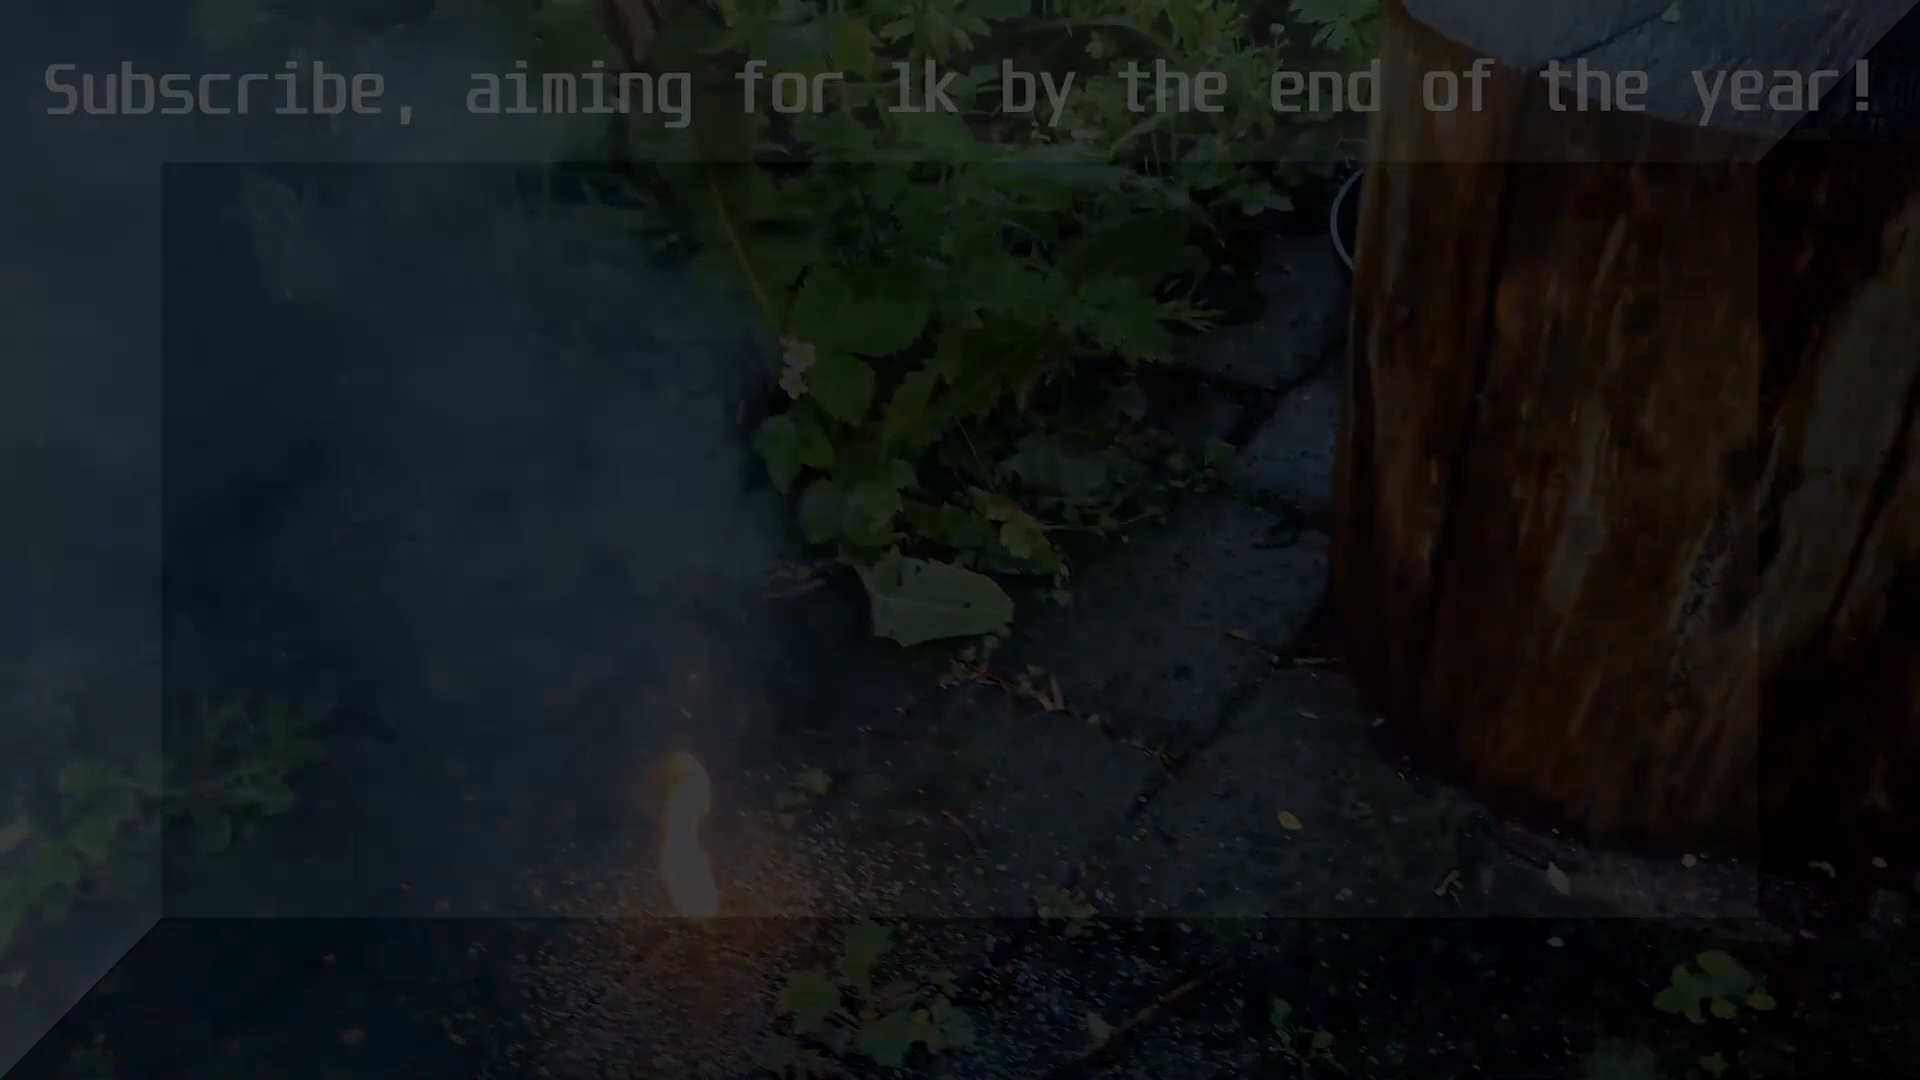 Subscribe, aiming for 1k by the end of the year!